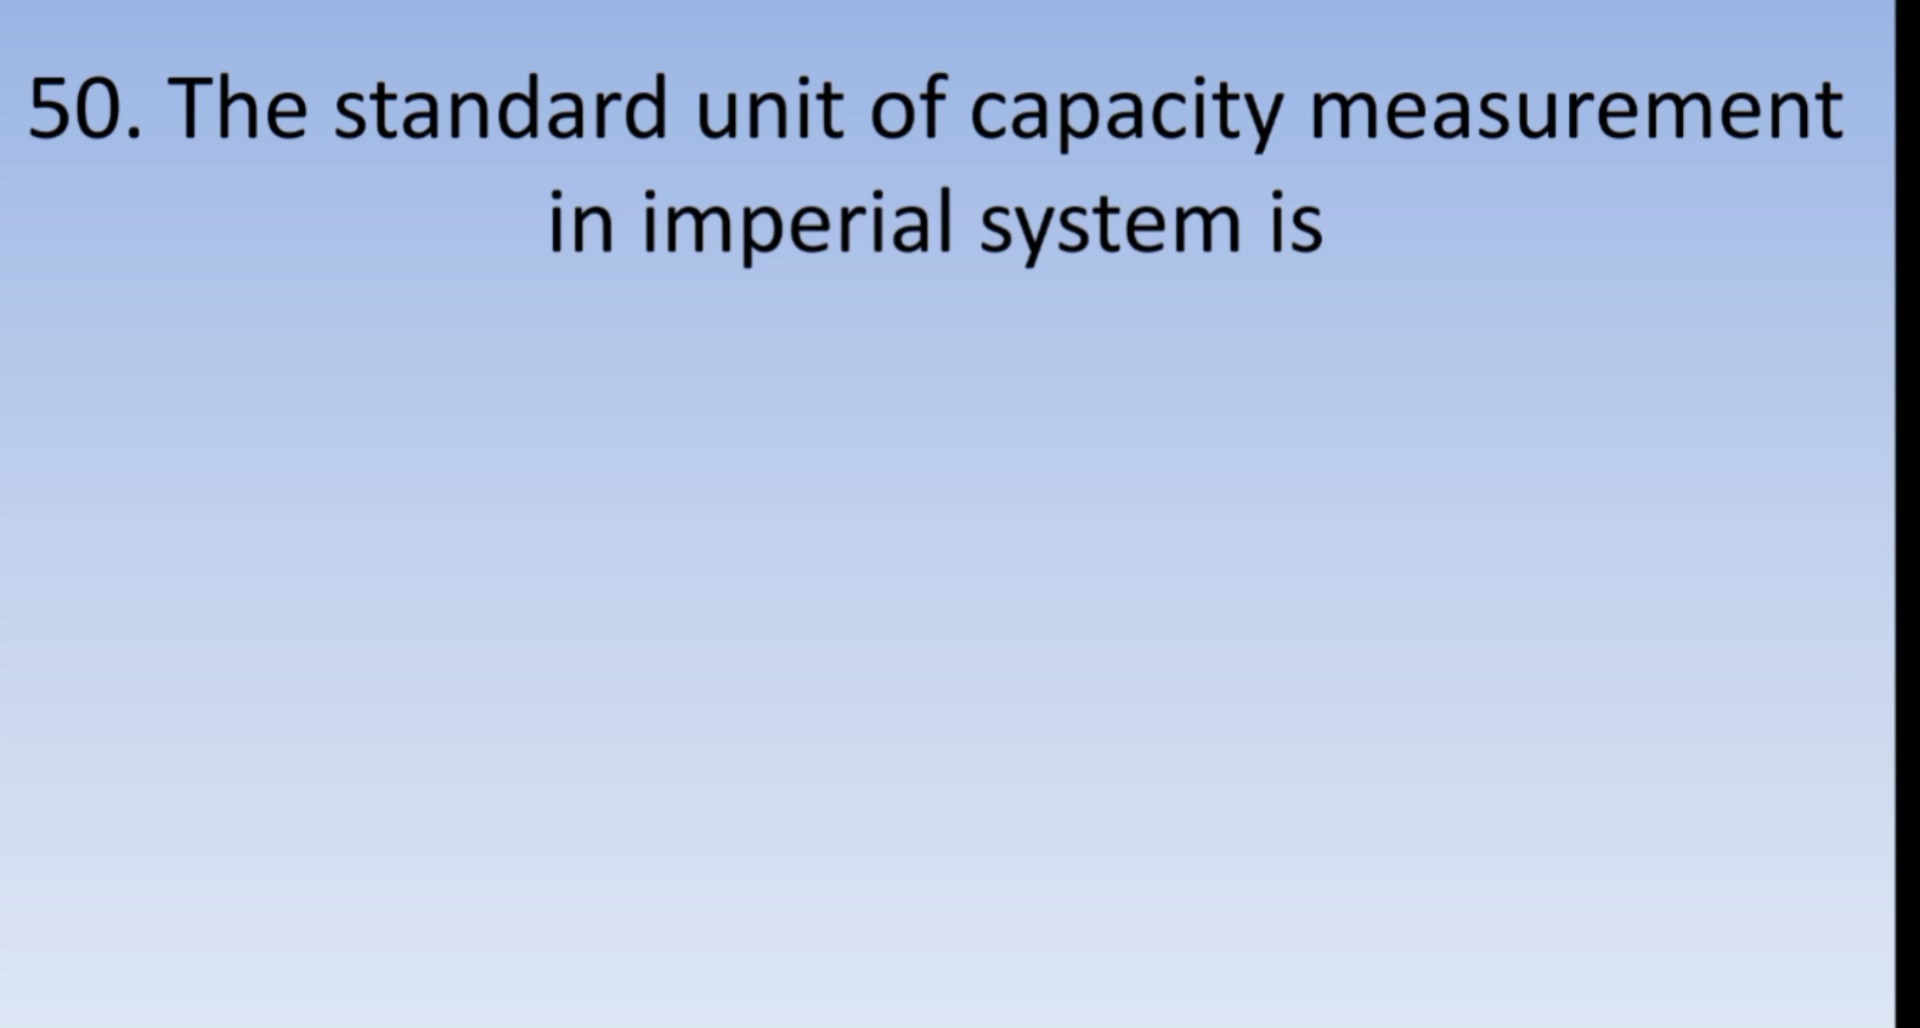 50. The standard unit of capacity measurement
in imperial system is